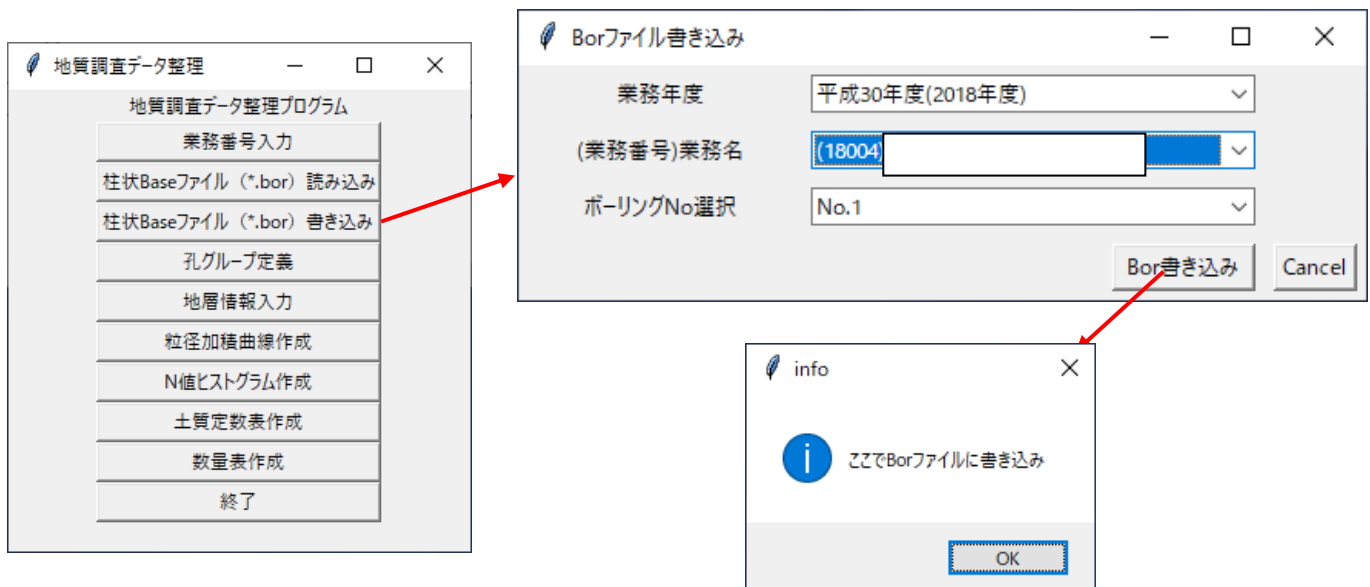 地質調査データ整理
地質調査データ整理プログラム
業務番号入力
柱状Baseファイル（*.bor）読み込み
柱状Baseファイル（*.bor）書き込み
孔グループ定義
地層情報入力
粒径加積曲線作成
N値ヒストグラム作成
土質定数表作成
数量表作成
終了
Borファイル書き込み
業務年度 平成30年度(2018年度)
(業務番号)業務名 (18004)
ボーリングNo選択 No.1
Bor書き込み Cancel
info
ここでBorファイルに書き込み
OK